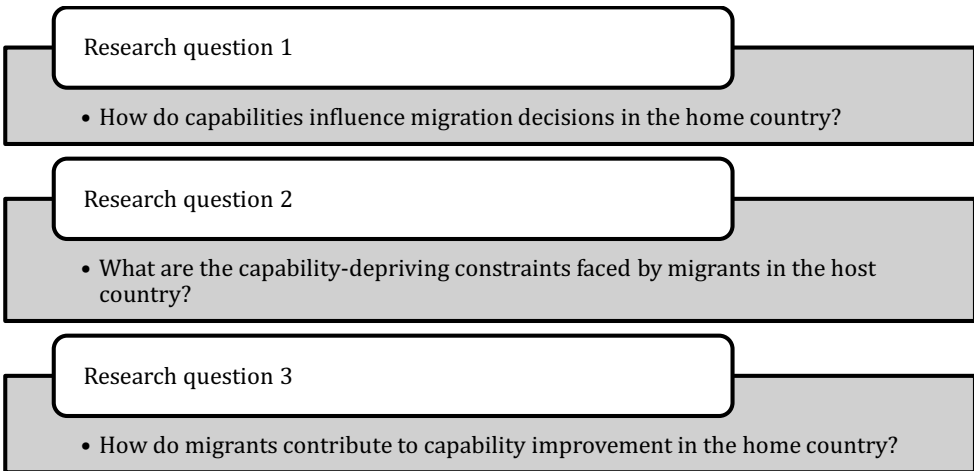 Research question 1
• How do capabilities influence migration decisions in the home country?
Research question 2
• What are the capability-depriving constraints faced by migrants in the host
country?
Research question 3
• How do migrants contribute to capability improvement in the home country?